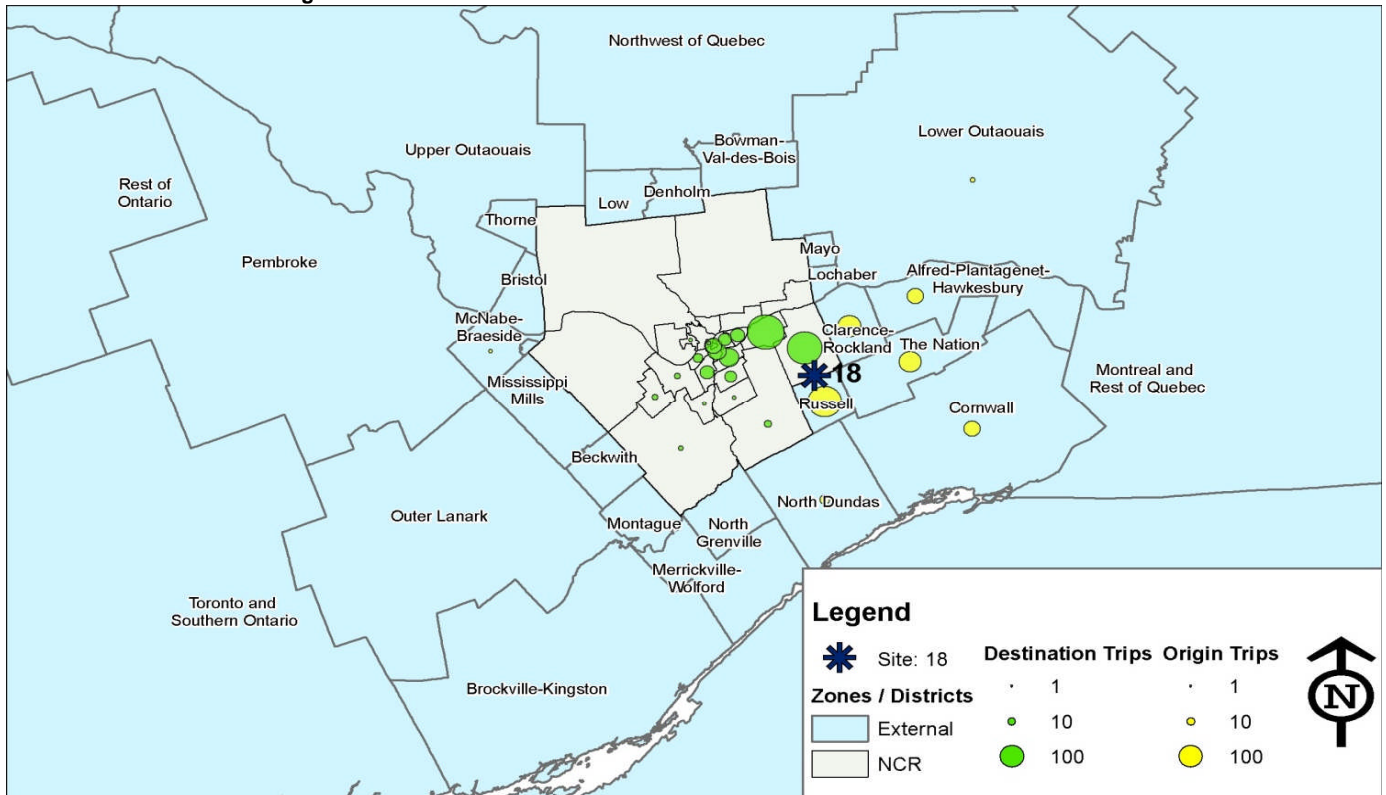 Northwest of Quebec
Upper Outaouais
Bowman-
Val-des-Bois
Lower Outaouais
Rest of
Ontario
Low
Denholm
Thorne
Mayo
Pembroke
Bristol
Lochaber
Alfred-Plantagenet-
Hawkesbury
McNabe-
Braeside
Clarence-
Rockland
The Nation
Montreal and
Rest of Quebec
18
Mississippi
Mills
Russell
Cornwall
Beckwith
North Dundas
Outer Lanark
Montague
North
Grenville
Merrickville-
Wolford
Toronto and
Southern Ontario
Brockville-Kingston
Legend
Site: 18
Destination Trips
Origin Trips
1
1
Zones / Districts
10
10
External
100
100
NCR
N